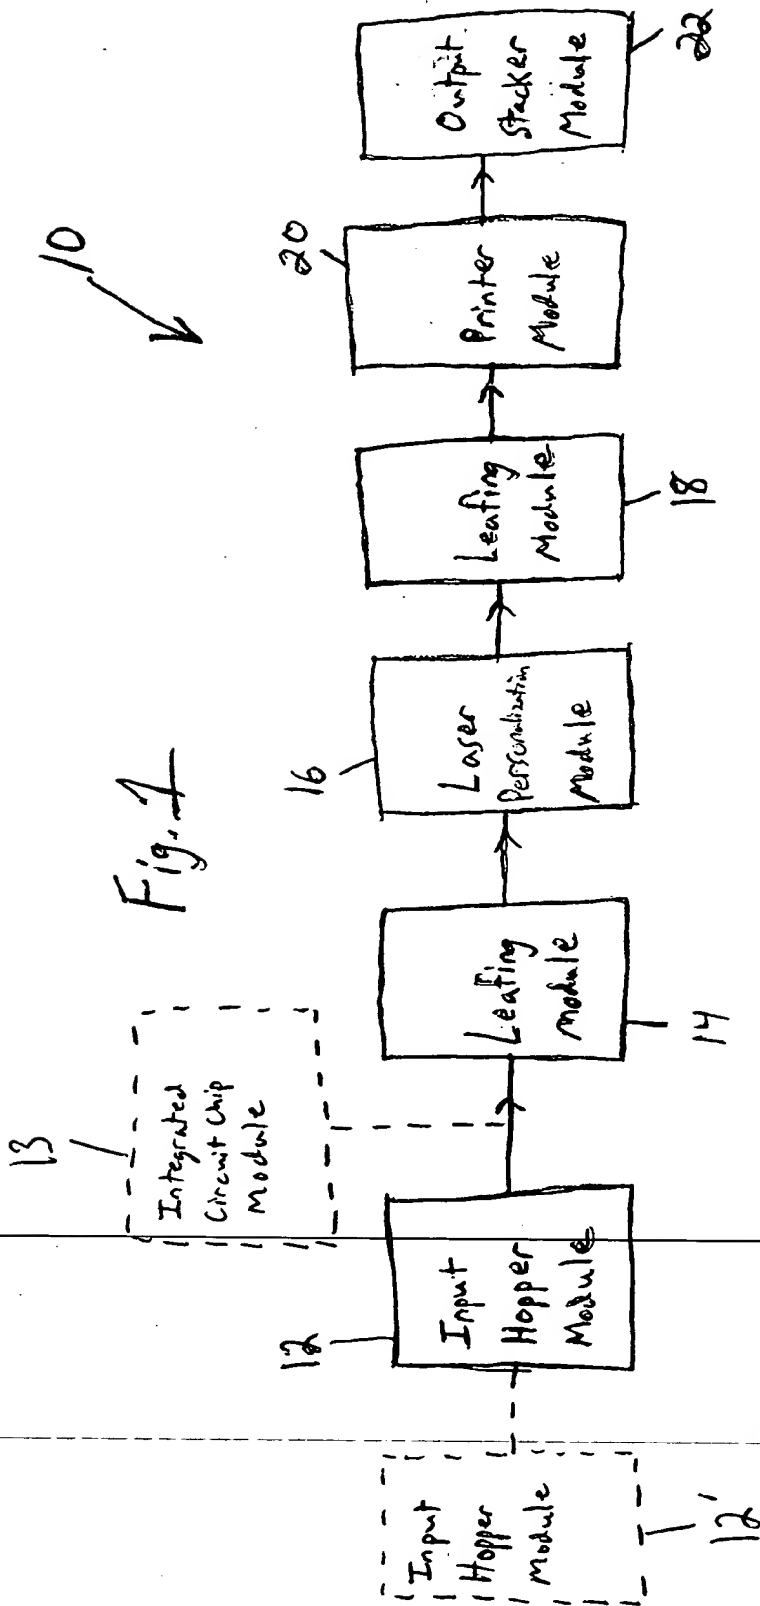 10
Fig. 1
13
Integrated
Circuit Chip
Module
12'
Input
Hopper
Module
12
Input
Hopper
Module
14
Leafing
Module
16
Laser
Personalization
Module
18
Leafing
Module
20
Printer
Module
22
Output
Stacker
Module